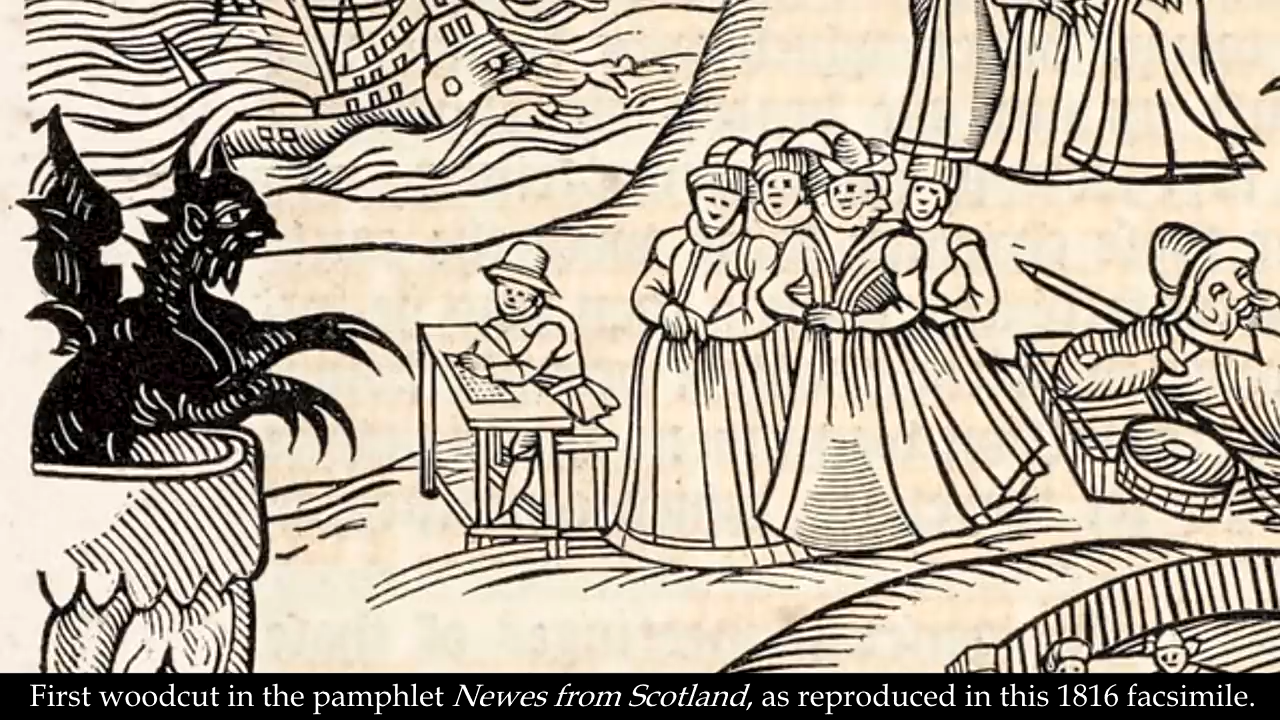 First woodcut in the pamphlet Newes from Scotland, as reproduced in this 1816 facsimile.